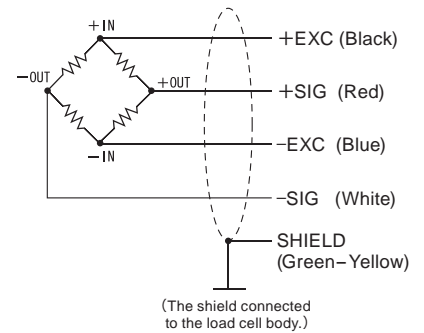 +IN
+EXC (Black)
−OUT
+OUT
+SIG (Red)
−IN
−EXC (Blue)
−SIG (White)
SHIELD
(Green−Yellow)
(The shield connected
to the load cell body.)